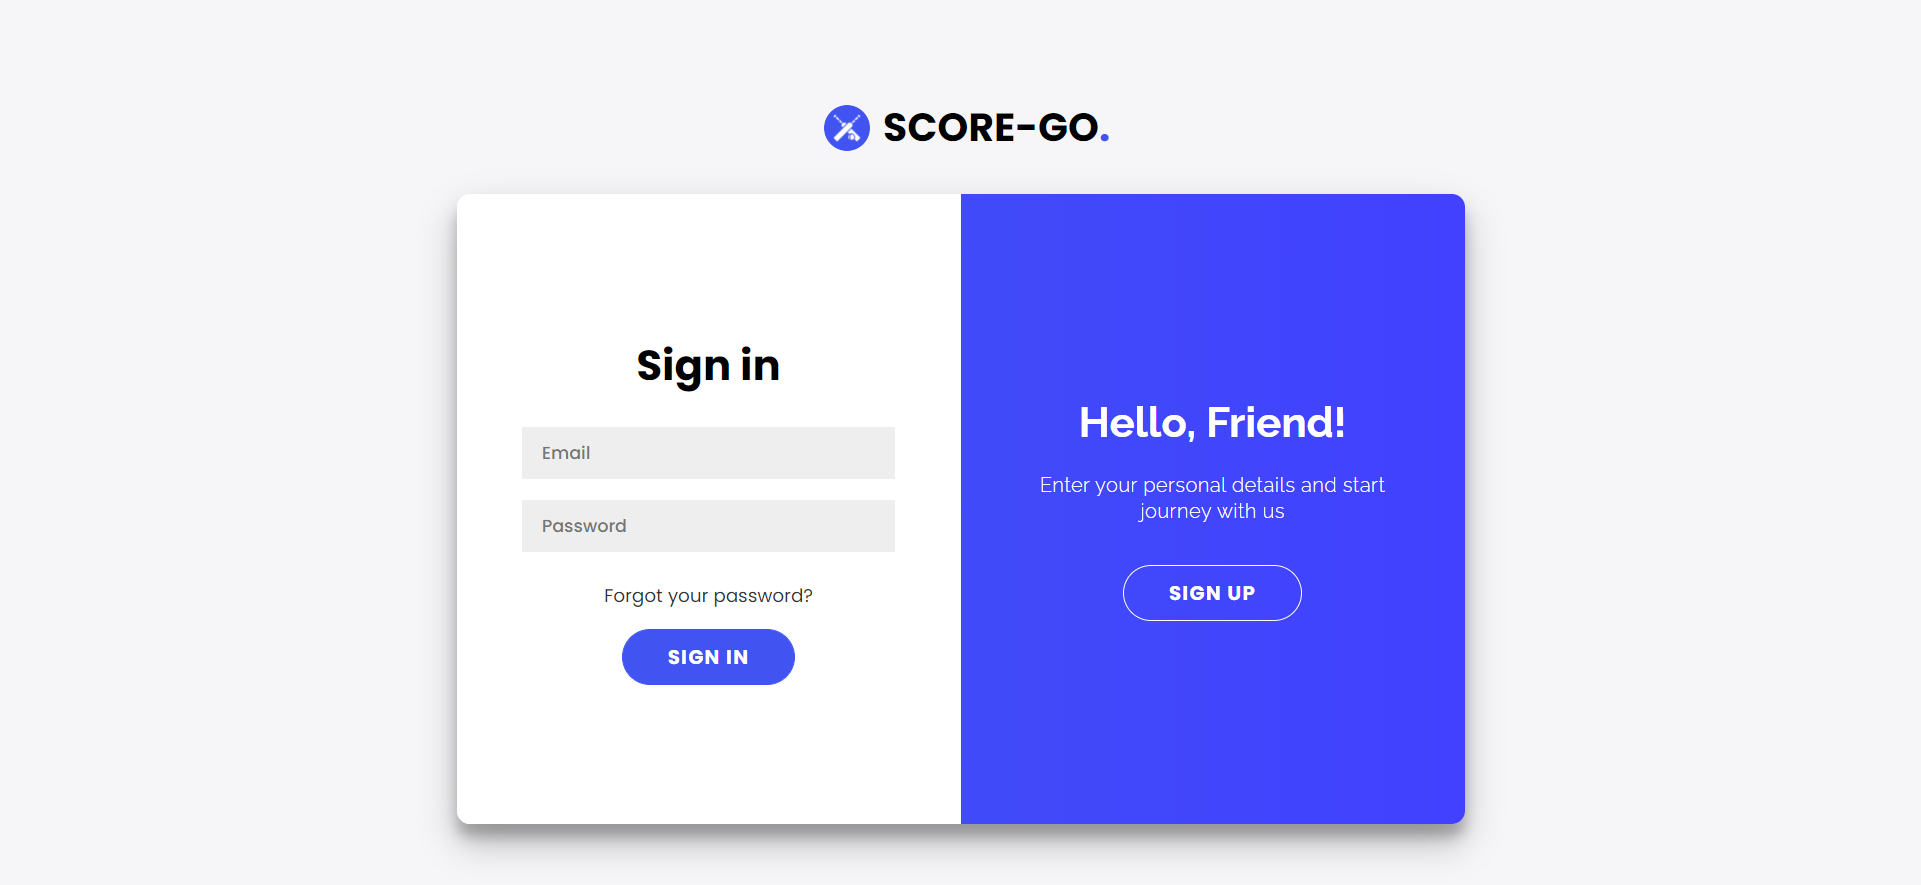 SCORE-GO.
Sign in
Email
Password
Forgot your password?
SIGN IN
Hello, Friend!
Enter your personal details and start
journey with us
SIGN UP